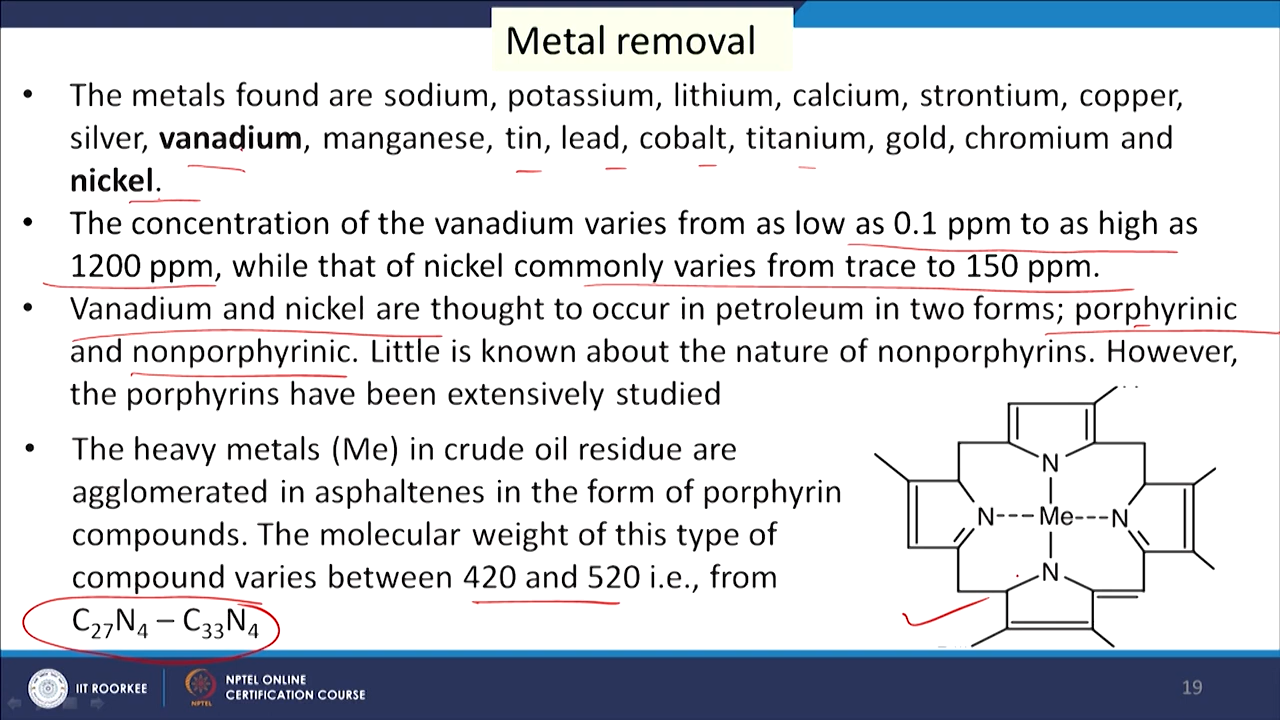 Metal removal
• The metals found are sodium, potassium, lithium, calcium, strontium, copper,
silver, vanadium, manganese, tin, lead, cobalt, titanium, gold, chromium and
nickel.
• The concentration of the vanadium varies from as low as 0.1 ppm to as high as
1200 ppm, while that of nickel commonly varies from trace to 150 ppm.
• Vanadium and nickel are thought to occur in petroleum in two forms; porphyrinic
and nonporphyrinic. Little is known about the nature of nonporphyrins. However,
the porphyrins have been extensively studied
• The heavy metals (Me) in crude oil residue are
agglomerated in asphaltenes in the form of porphyrin
compounds. The molecular weight of this type of
compound varies between 420 and 520 i.e., from
C₂₇N₄ – C₃₃N₄
N
N---Me---N
N
IIT ROORKEE
NPTEL ONLINE
CERTIFICATION COURSE
NPTEL
19